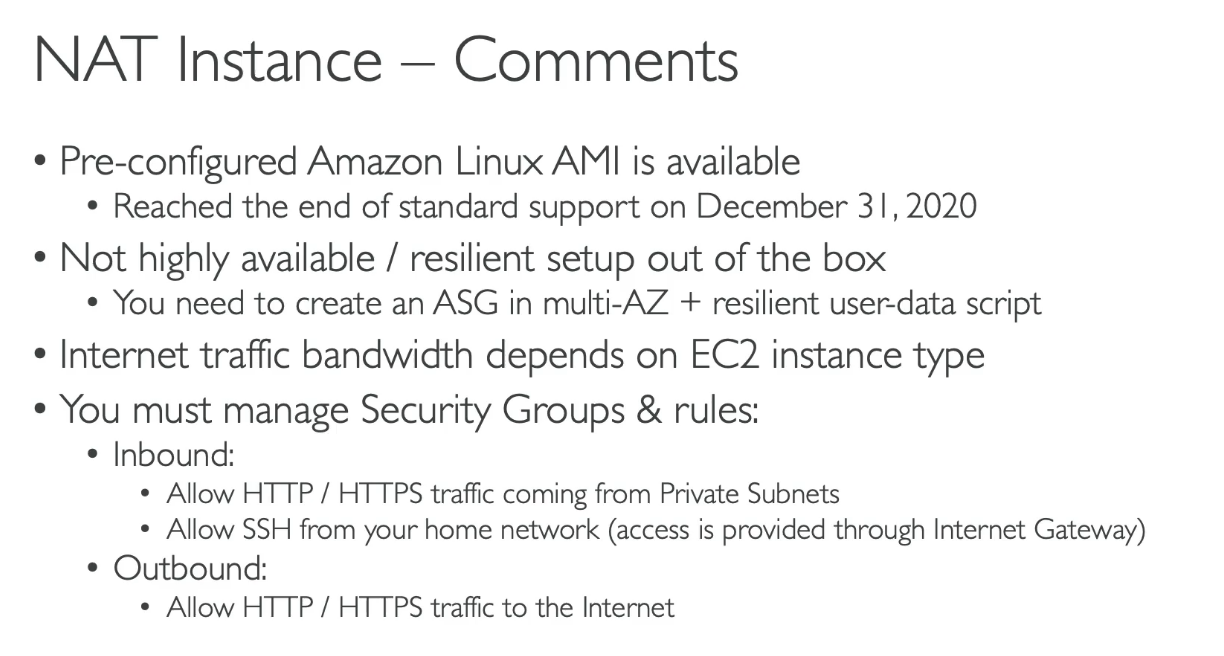 NAT Instance – Comments
• Pre-configured Amazon Linux AMI is available
• Reached the end of standard support on December 31, 2020
• Not highly available / resilient setup out of the box
• You need to create an ASG in multi-AZ + resilient user-data script
• Internet traffic bandwidth depends on EC2 instance type
• You must manage Security Groups & rules:
• Inbound:
• Allow HTTP / HTTPS traffic coming from Private Subnets
• Allow SSH from your home network (access is provided through Internet Gateway)
• Outbound:
• Allow HTTP / HTTPS traffic to the Internet